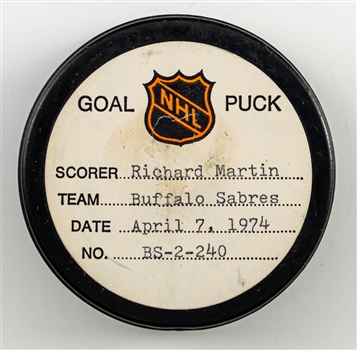 GOAL NHL PUCK
SCORER Richard Martin
TEAM Buffalo Sabres
DATE April 7, 1974
NO. BS-2-240